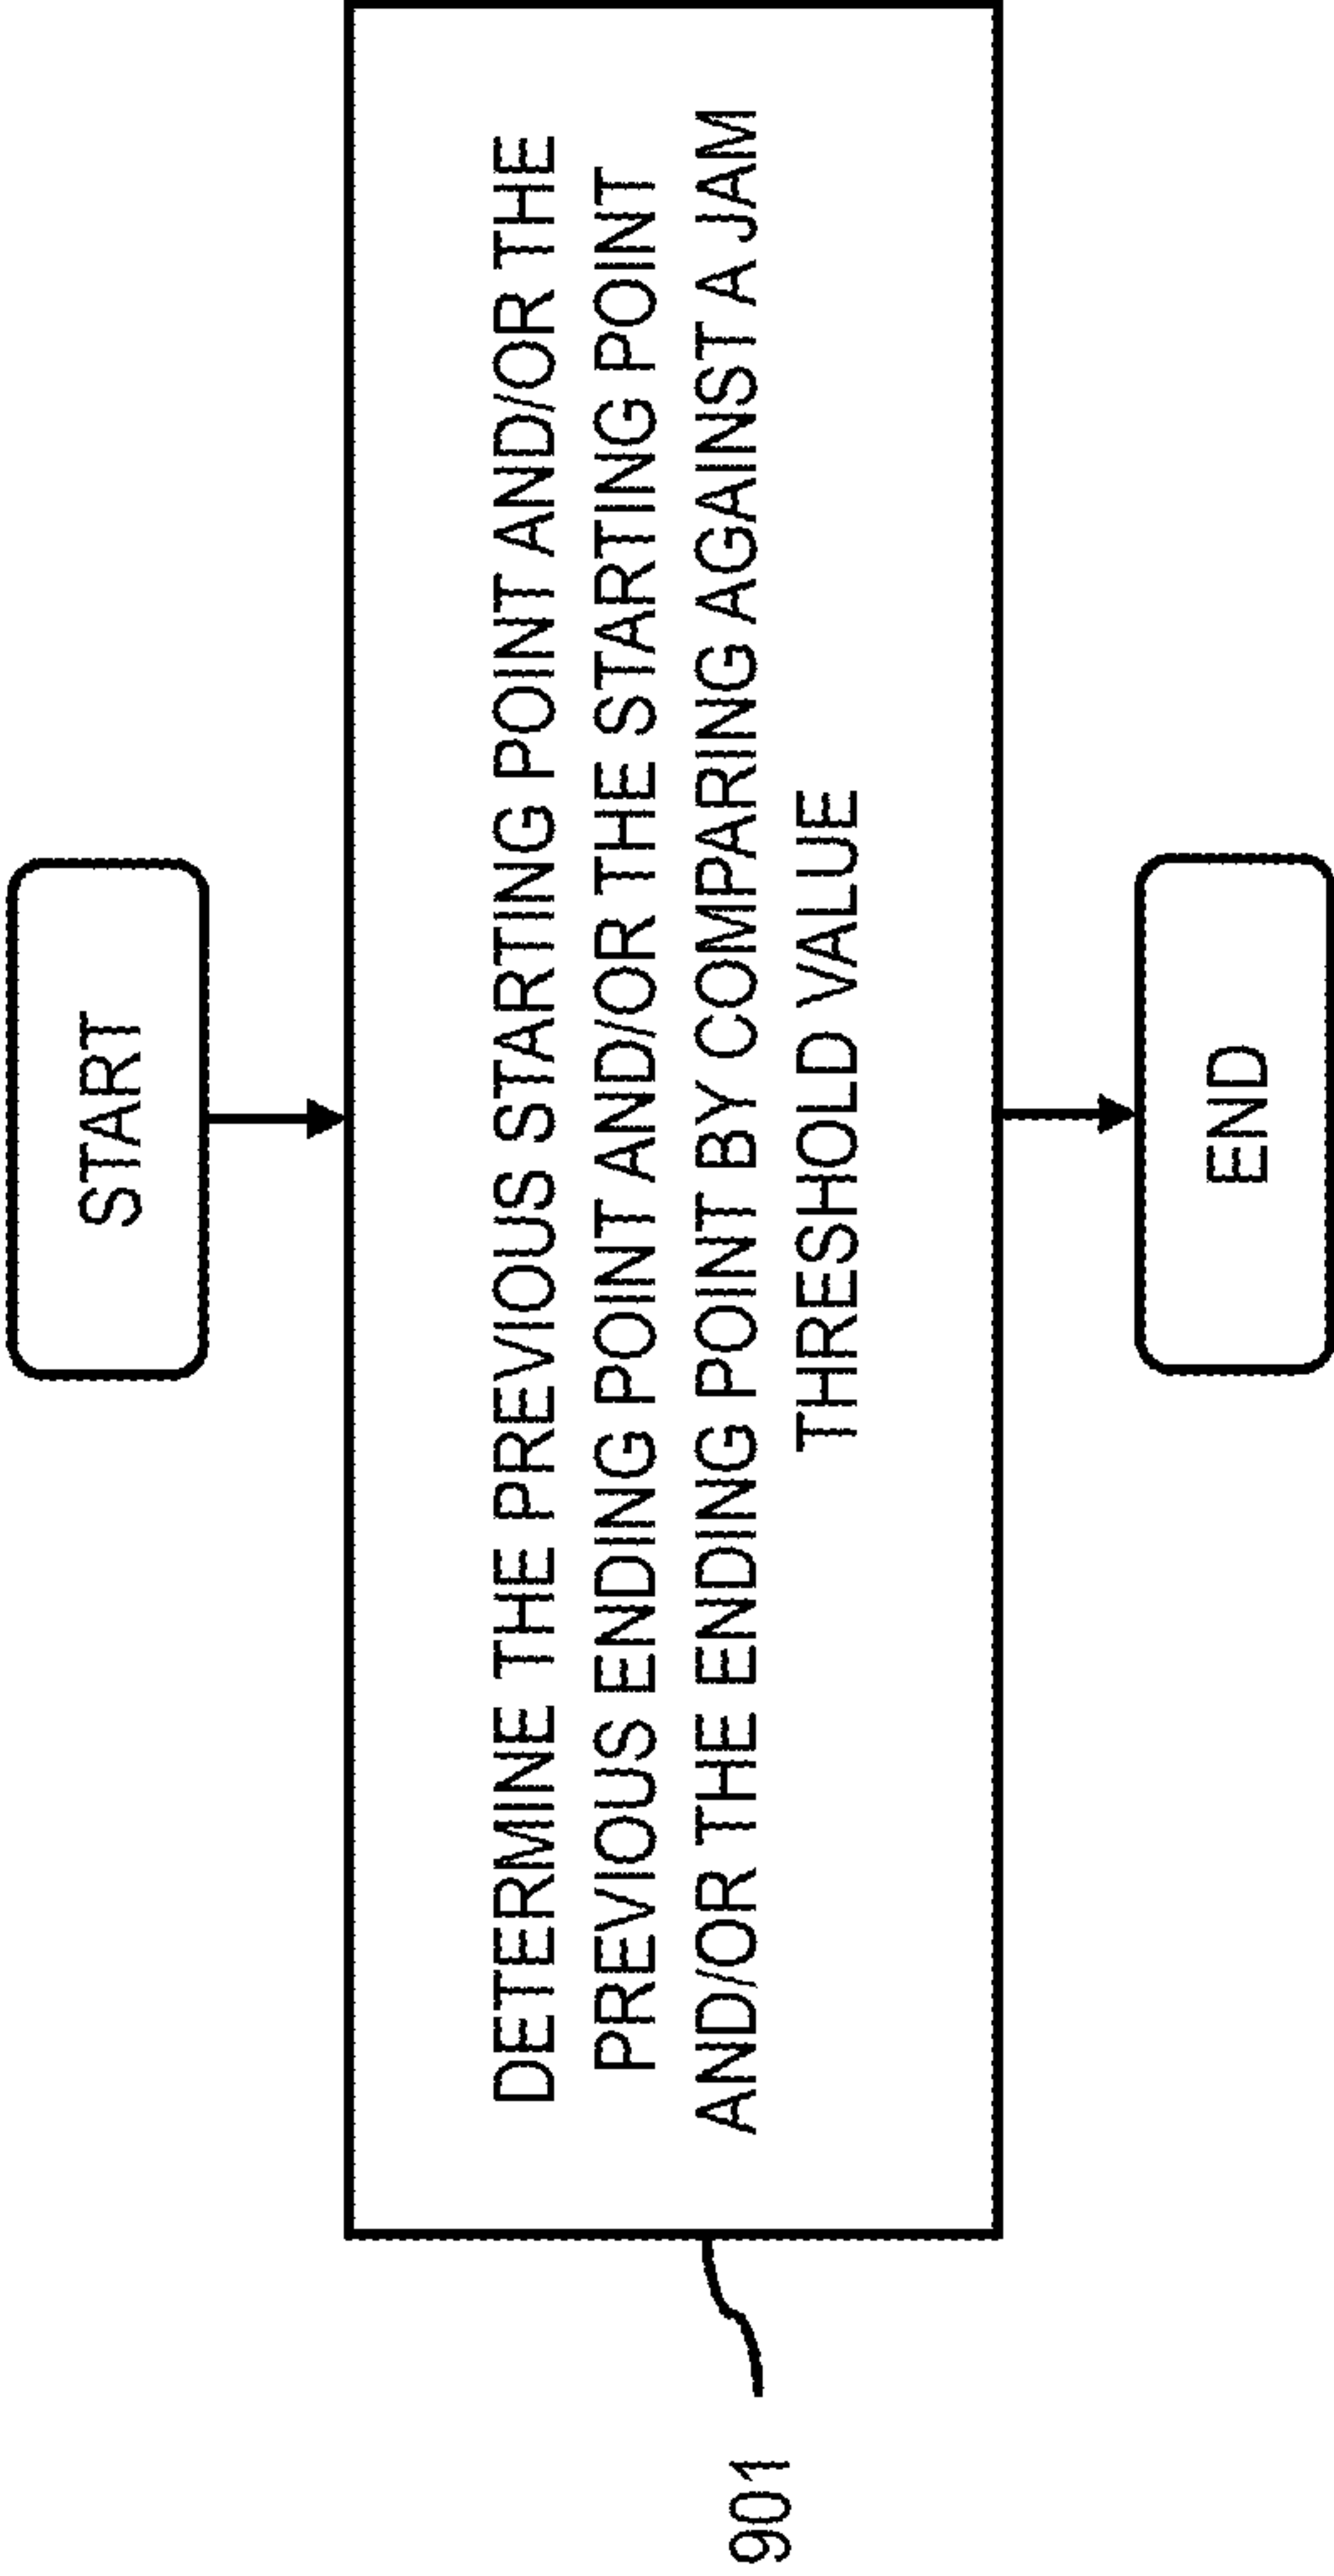 START
DETERMINE THE PREVIOUS STARTING POINT AND/OR THE
PREVIOUS ENDING POINT AND/OR THE STARTING POINT
AND/OR THE ENDING POINT BY COMPARING AGAINST A JAM
THRESHOLD VALUE
901
END